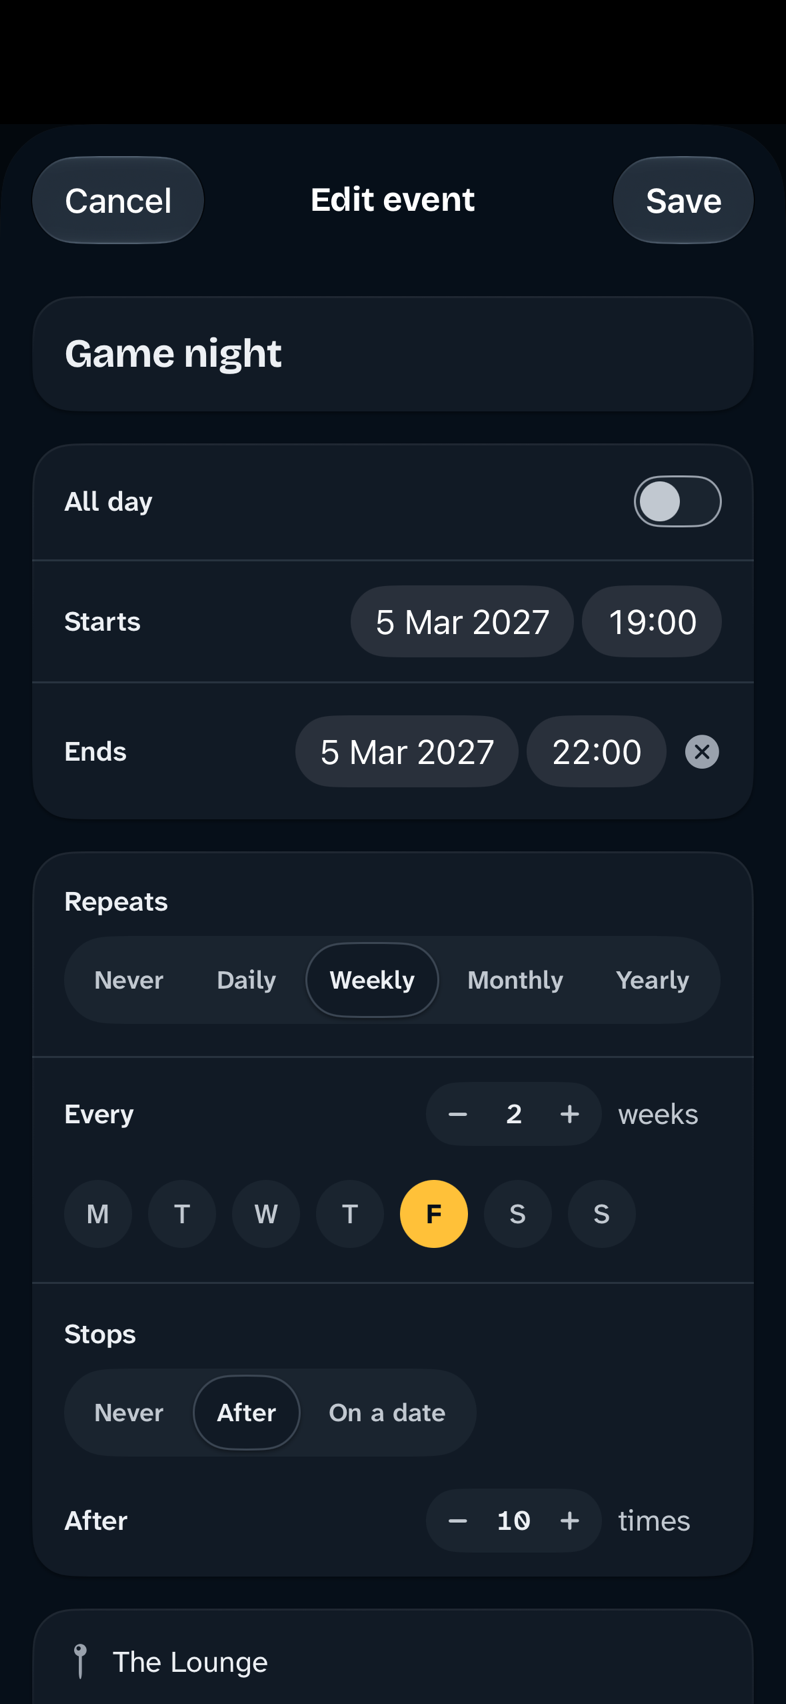 Cancel Edit event Save
Game night
All day
Starts 5 Mar 2027 19:00
Ends 5 Mar 2027 22:00
Repeats
Never Daily Weekly Monthly Yearly
Every − 2 + weeks
M T W T F S S
Stops
Never After On a date
After − 10 + times
The Lounge